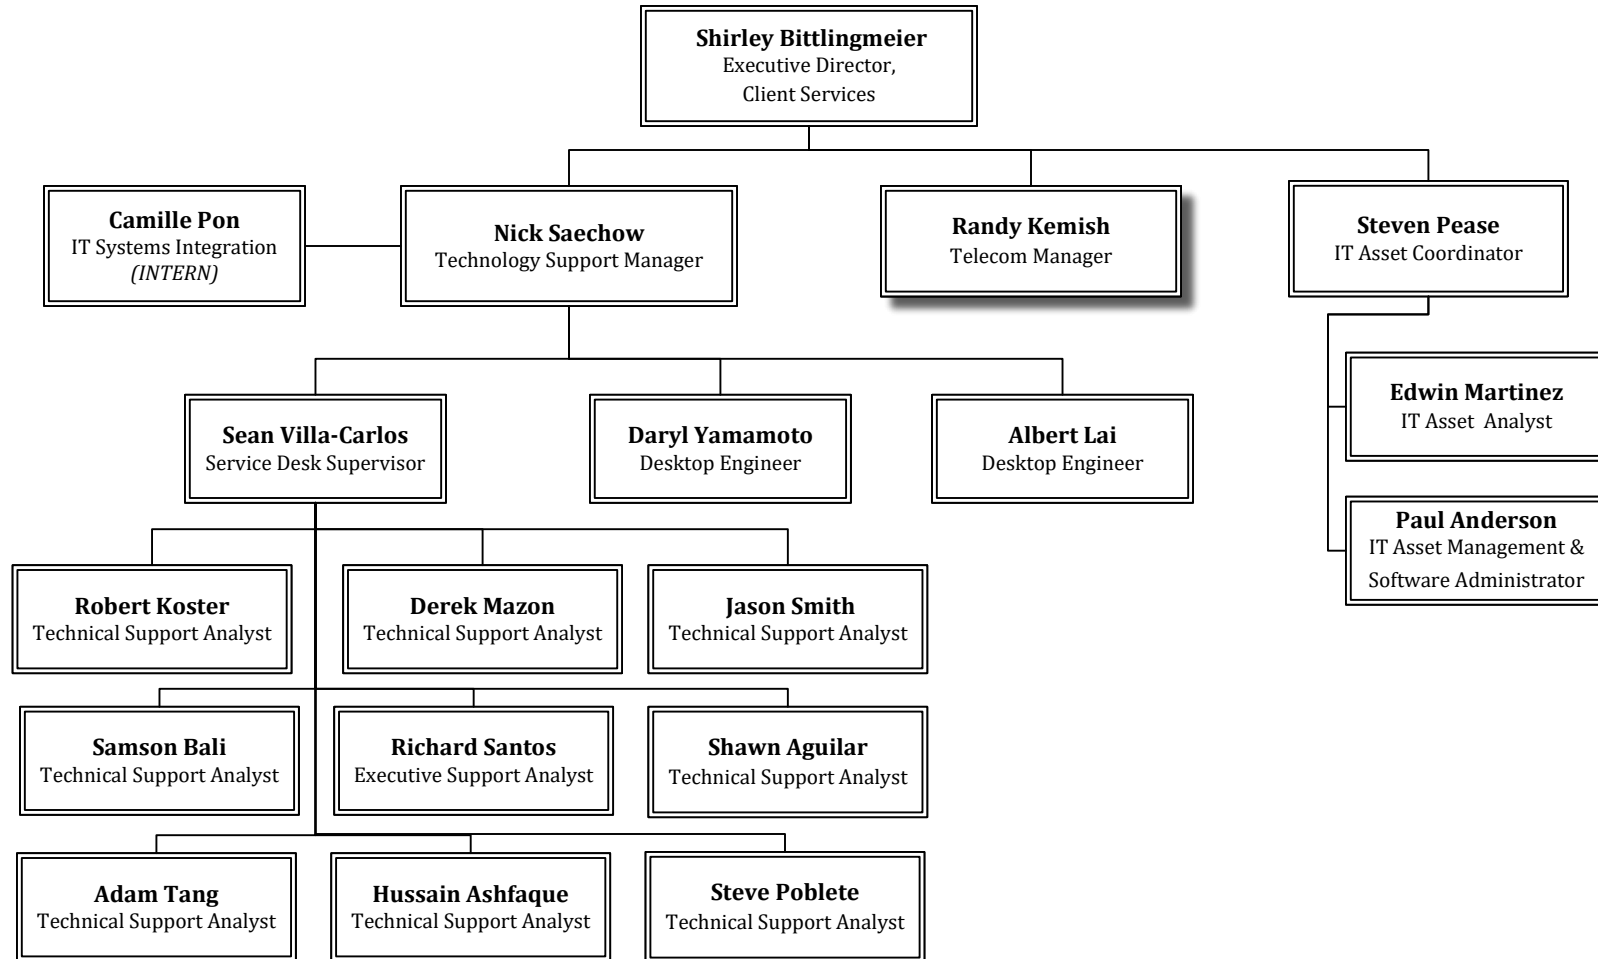 Shirley Bittlingmeier
Executive Director,
Client Services
Camille Pon
IT Systems Integration
(INTERN)
Nick Saechow
Technology Support Manager
Randy Kemish
Telecom Manager
Steven Pease
IT Asset Coordinator
Edwin Martinez
IT Asset  Analyst
Sean Villa-Carlos
Service Desk Supervisor
Daryl Yamamoto
Desktop Engineer
Albert Lai
Desktop Engineer
Paul Anderson
IT Asset Management &
Software Administrator
Robert Koster
Technical Support Analyst
Derek Mazon
Technical Support Analyst
Jason Smith
Technical Support Analyst
Samson Bali
Technical Support Analyst
Richard Santos
Executive Support Analyst
Shawn Aguilar
Technical Support Analyst
Adam Tang
Technical Support Analyst
Hussain Ashfaque
Technical Support Analyst
Steve Poblete
Technical Support Analyst